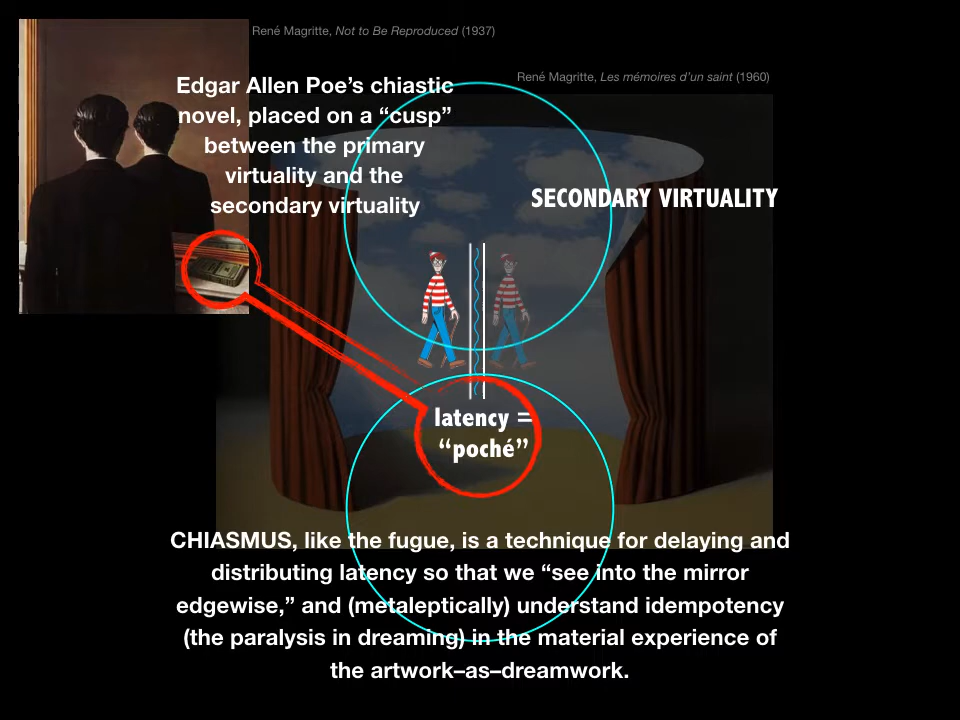 René Magritte, Not to Be Reproduced (1937)
René Magritte, Les mémoires d’un saint (1960)
Edgar Allen Poe’s chiastic
novel, placed on a “cusp”
between the primary
virtuality and the
secondary virtuality
SECONDARY VIRTUALITY
latency =
“poché”
CHIASMUS, like the fugue, is a technique for delaying and
distributing latency so that we “see into the mirror
edgewise,” and (metaleptically) understand idempotency
(the paralysis in dreaming) in the material experience of
the artwork–as–dreamwork.